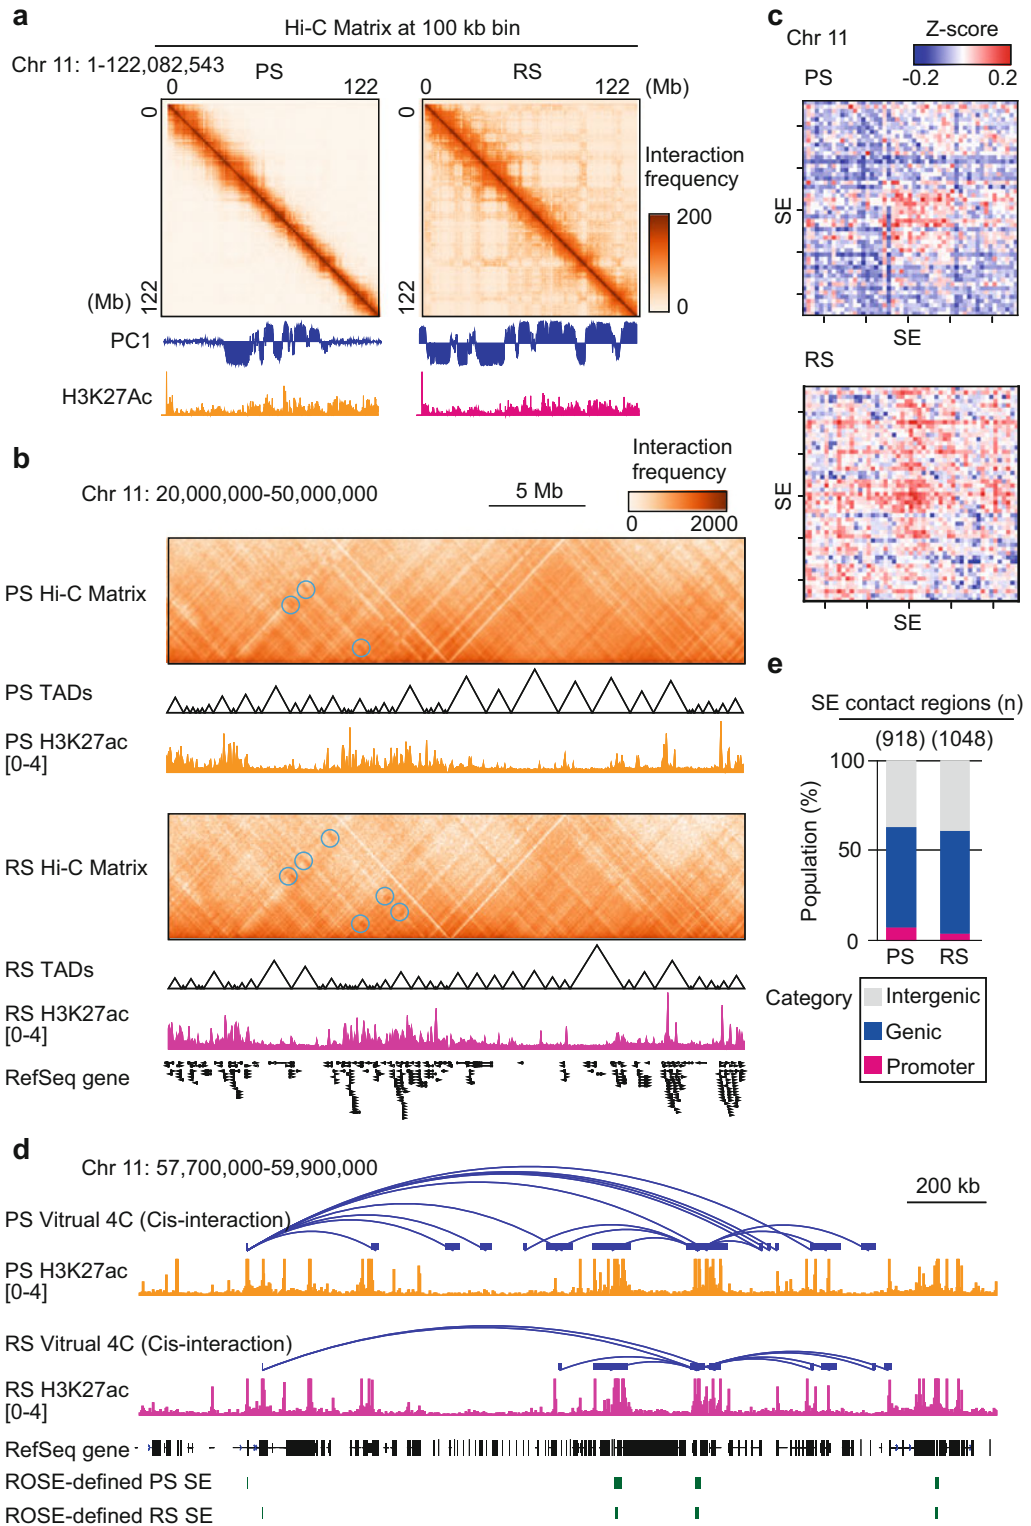 a
Hi-C Matrix at 100 kb bin
Chr 11: 1-122,082,543
PS
RS
0
122
0
122
(Mb)
0
122
(Mb)
0
122
Interaction
frequency
200
0
PC1
H3K27Ac
b
Chr 11: 20,000,000-50,000,000
5 Mb
Interaction
frequency
0
2000
PS Hi-C Matrix
PS TADs
PS H3K27ac
[0-4]
RS Hi-C Matrix
RS TADs
RS H3K27ac
[0-4]
RefSeq gene
c
Chr 11
Z-score
-0.2
0.2
PS
SE
SE
RS
SE
SE
e
SE contact regions (n)
(918) (1048)
Population (%)
100
50
0
PS
RS
Category
Intergenic
Genic
Promoter
d
Chr 11: 57,700,000-59,900,000
200 kb
PS Vitrual 4C (Cis-interaction)
PS H3K27ac
[0-4]
RS Vitrual 4C (Cis-interaction)
RS H3K27ac
[0-4]
RefSeq gene
ROSE-defined PS SE
ROSE-defined RS SE